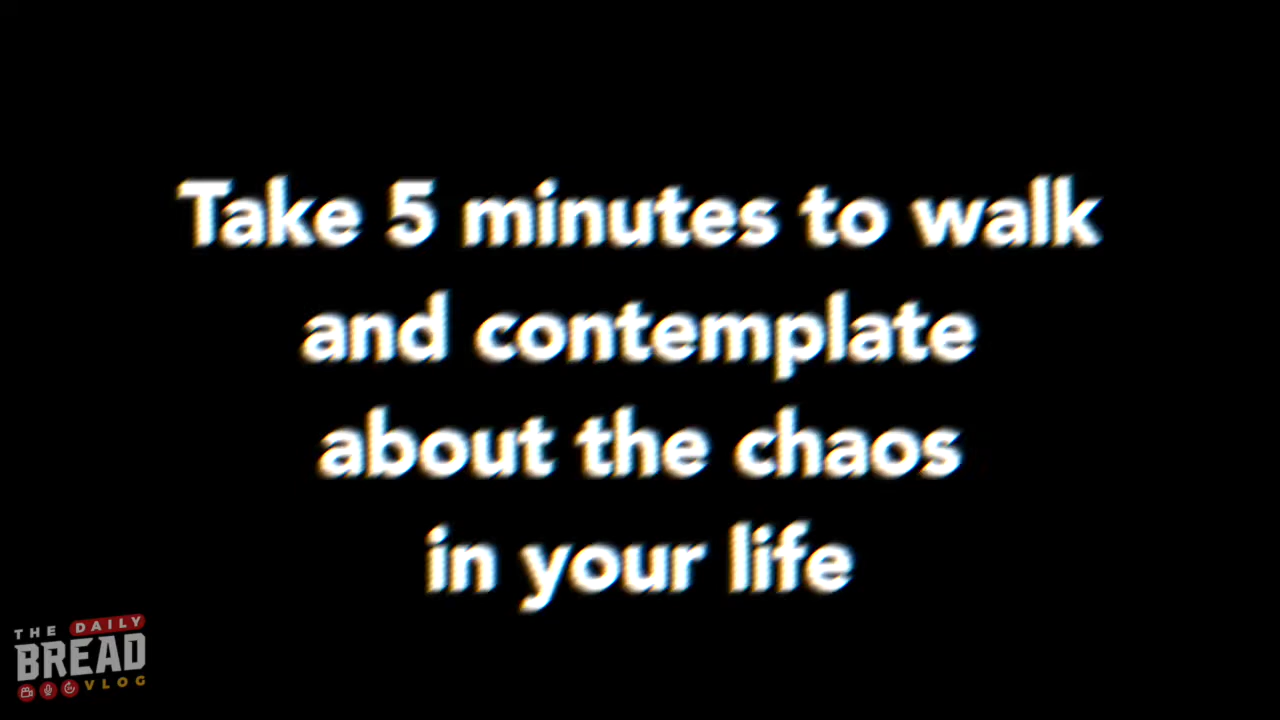 Take 5 minutes to walk
and contemplate
about the chaos
in your life
THE DAILY
BREAD
VLOG